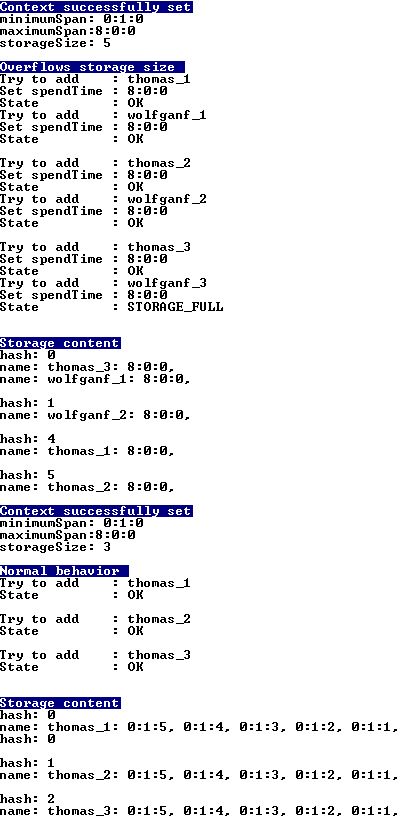 Context successfully set
minimumSpan: 0:1:0
maximumSpan:8:0:0
storageSize: 5
Overflows storage size
Try to add    : thomas_1
Set spendTime : 8:0:0
State         : OK
Try to add    : wolfganf_1
Set spendTime : 8:0:0
State         : OK
Try to add    : thomas_2
Set spendTime : 8:0:0
State         : OK
Try to add    : wolfganf_2
Set spendTime : 8:0:0
State         : OK
Try to add    : thomas_3
Set spendTime : 8:0:0
State         : OK
Try to add    : wolfganf_3
Set spendTime : 8:0:0
State         : STORAGE_FULL
Storage content
hash: 0
name: thomas_3: 8:0:0,
name: wolfganf_1: 8:0:0,
hash: 1
name: wolfganf_2: 8:0:0,
hash: 4
name: thomas_1: 8:0:0,
hash: 5
name: thomas_2: 8:0:0,
Context successfully set
minimumSpan: 0:1:0
maximumSpan:8:0:0
storageSize: 3
Normal behavior
Try to add    : thomas_1
State         : OK
Try to add    : thomas_2
State         : OK
Try to add    : thomas_3
State         : OK
Storage content
hash: 0
name: thomas_1: 0:1:5, 0:1:4, 0:1:3, 0:1:2, 0:1:1,
hash: 0
hash: 1
name: thomas_2: 0:1:5, 0:1:4, 0:1:3, 0:1:2, 0:1:1,
hash: 2
name: thomas_3: 0:1:5, 0:1:4, 0:1:3, 0:1:2, 0:1:1,